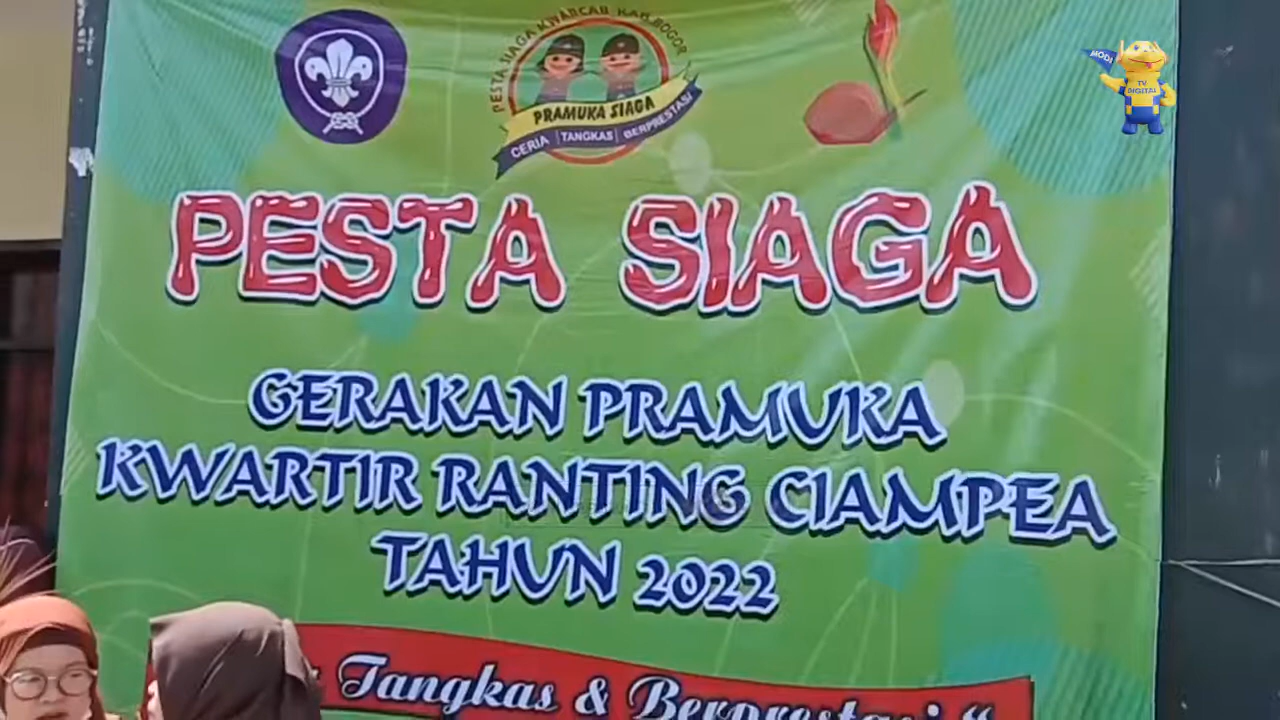 PESTA SIAGA KWARCAB KAB.BOGOR
PRAMUKA SIAGA
CERIA TANGKAS BERPRESTASI
MODI
TV
DIGITAL
PESTA SIAGA
GERAKAN PRAMUKA
KWARTIR RANTING CIAMPEA
TAHUN 2022
Tangkas & Berprestasi "